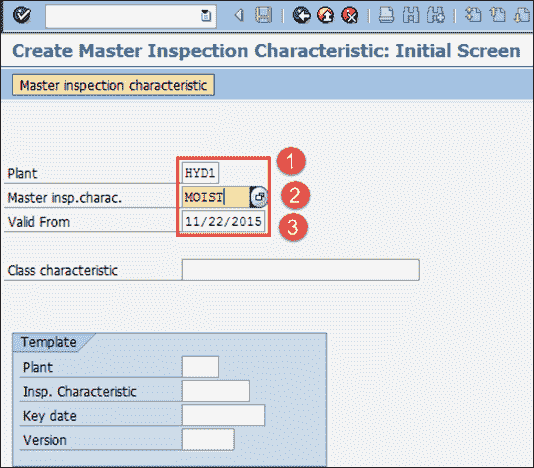 Create Master Inspection Characteristic: Initial Screen
Master inspection characteristic
Plant HYD1 1
Master insp.charac. MOIST 2
Valid From 11/22/2015 3
Class characteristic
Template
Plant
Insp. Characteristic
Key date
Version